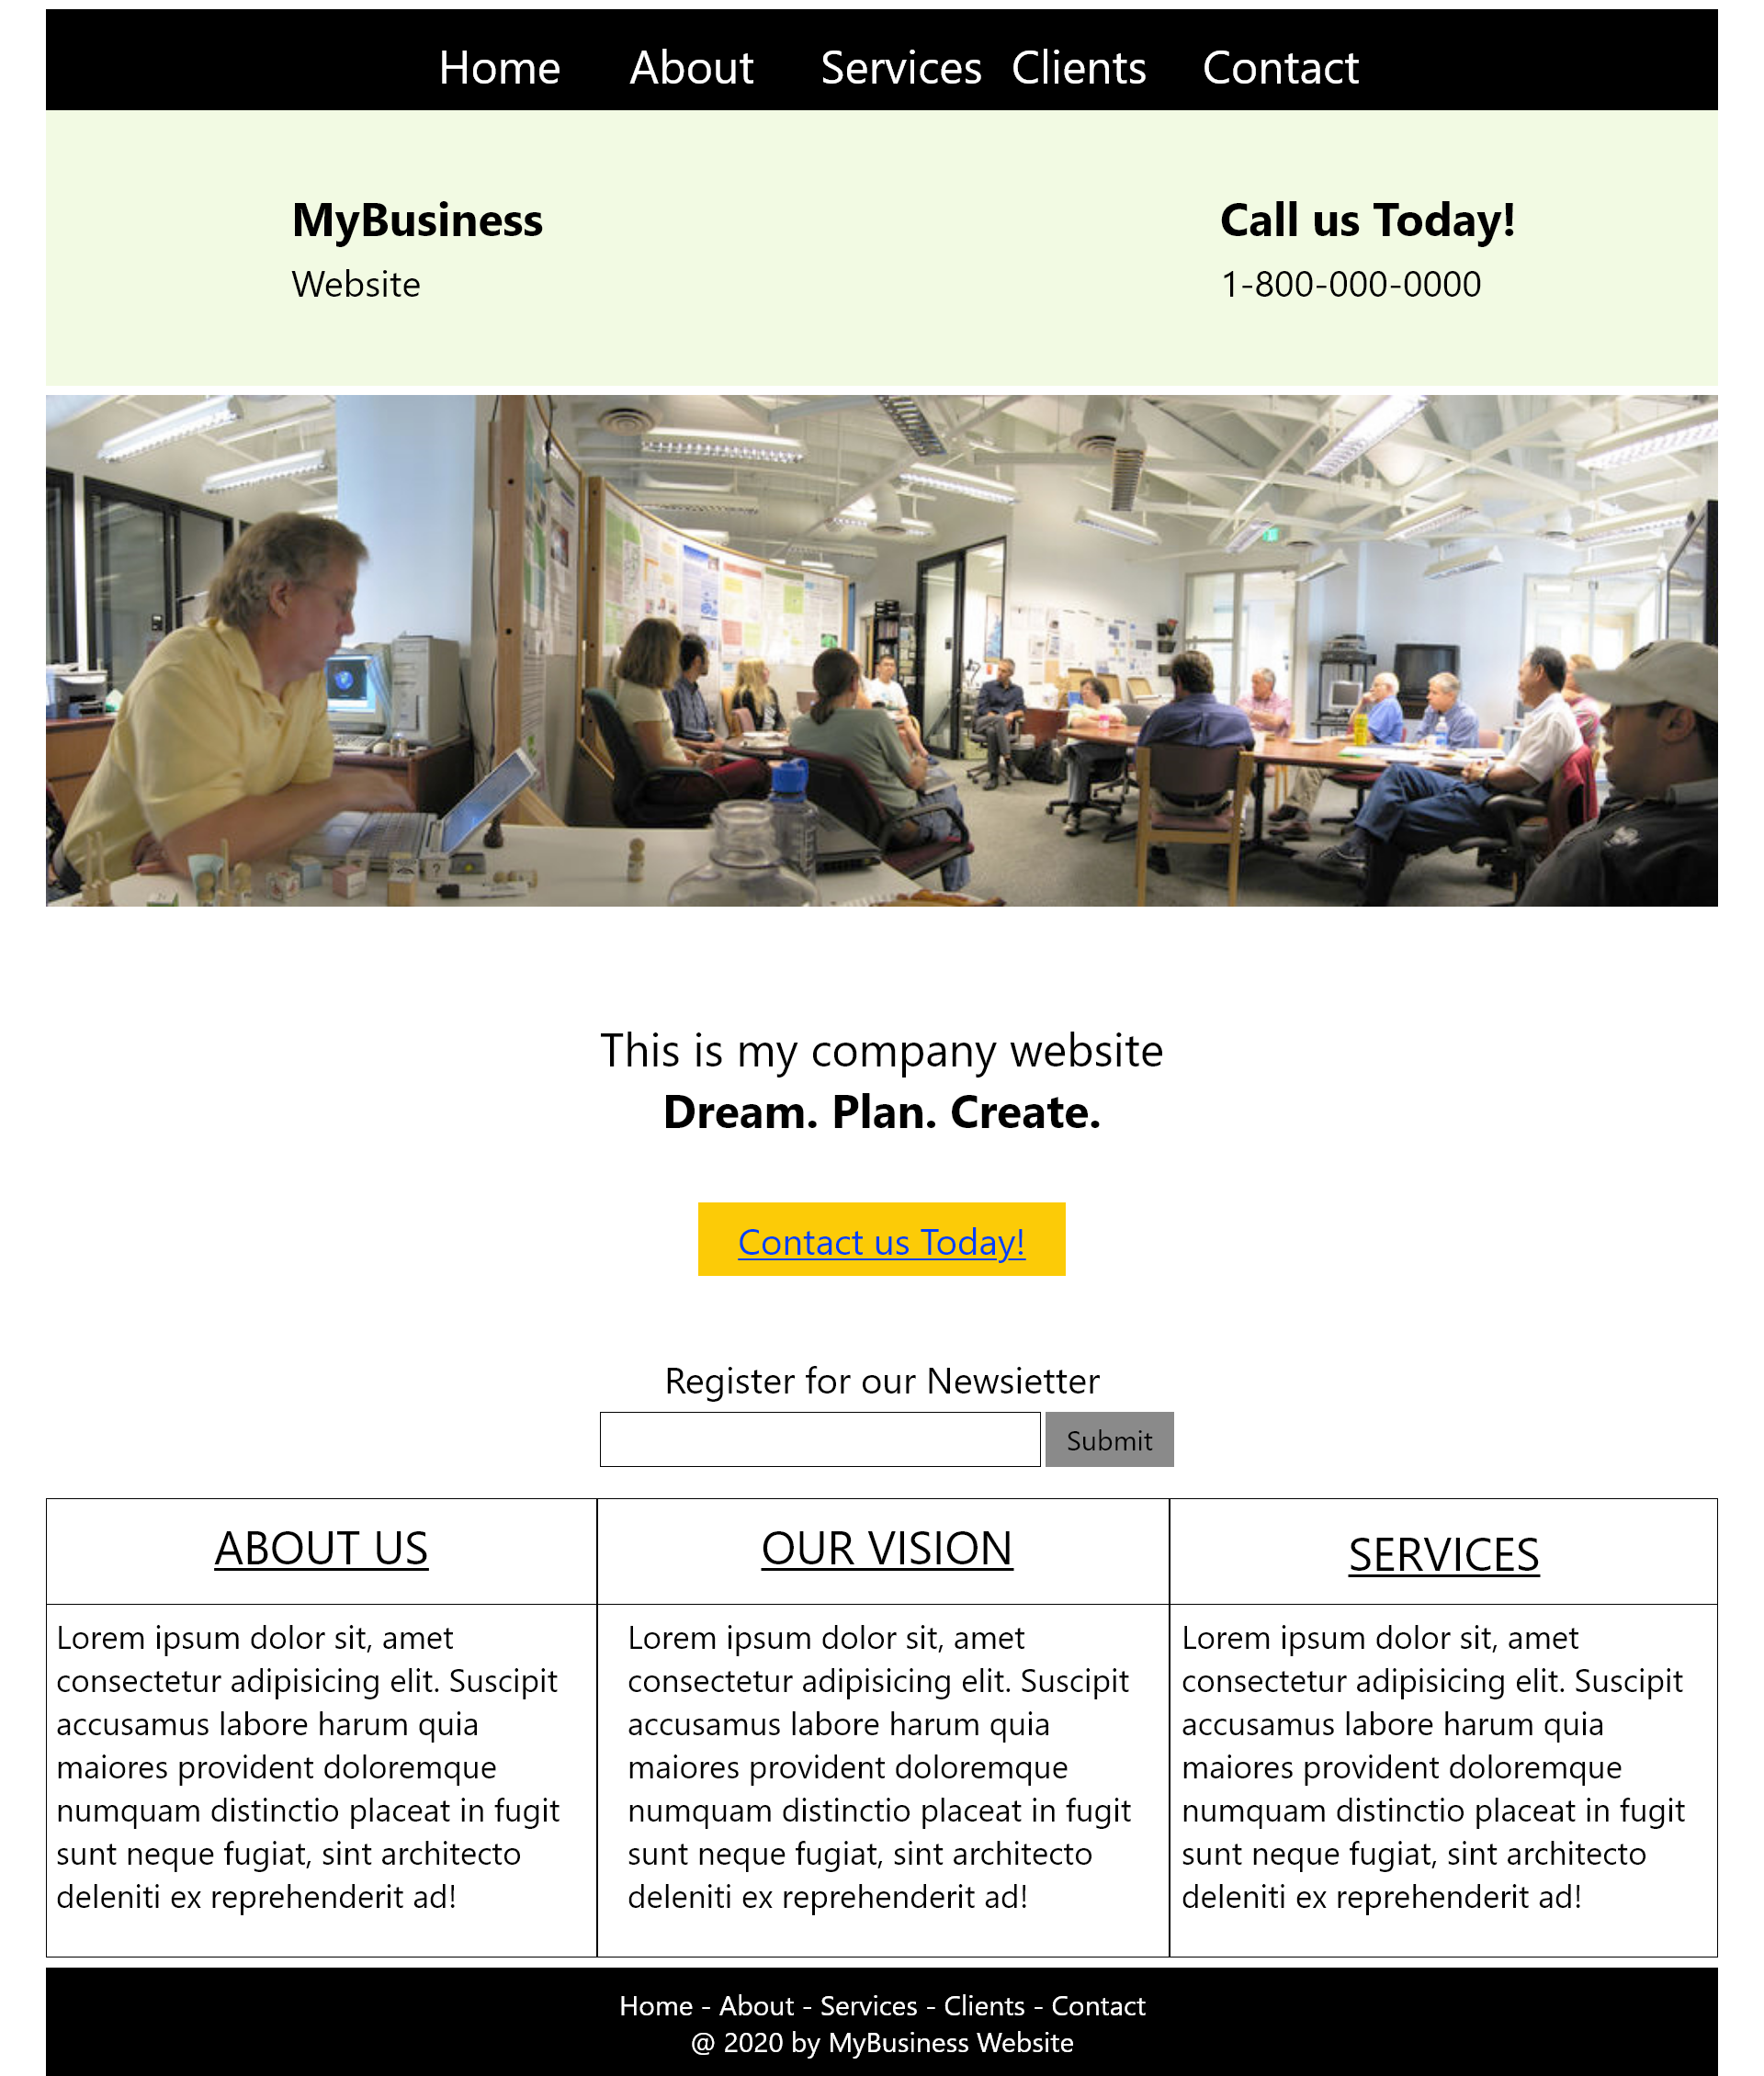 Home About Services Clients Contact
MyBusiness
Website
Call us Today!
1-800-000-0000
This is my company website
Dream. Plan. Create.
Contact us Today!
Register for our Newsietter
Submit
ABOUT US
Lorem ipsum dolor sit, amet
consectetur adipisicing elit. Suscipit
accusamus labore harum quia
maiores provident doloremque
numquam distinctio placeat in fugit
sunt neque fugiat, sint architecto
deleniti ex reprehenderit ad!
OUR VISION
Lorem ipsum dolor sit, amet
consectetur adipisicing elit. Suscipit
accusamus labore harum quia
maiores provident doloremque
numquam distinctio placeat in fugit
sunt neque fugiat, sint architecto
deleniti ex reprehenderit ad!
SERVICES
Lorem ipsum dolor sit, amet
consectetur adipisicing elit. Suscipit
accusamus labore harum quia
maiores provident doloremque
numquam distinctio placeat in fugit
sunt neque fugiat, sint architecto
deleniti ex reprehenderit ad!
Home - About - Services - Clients - Contact
@ 2020 by MyBusiness Website